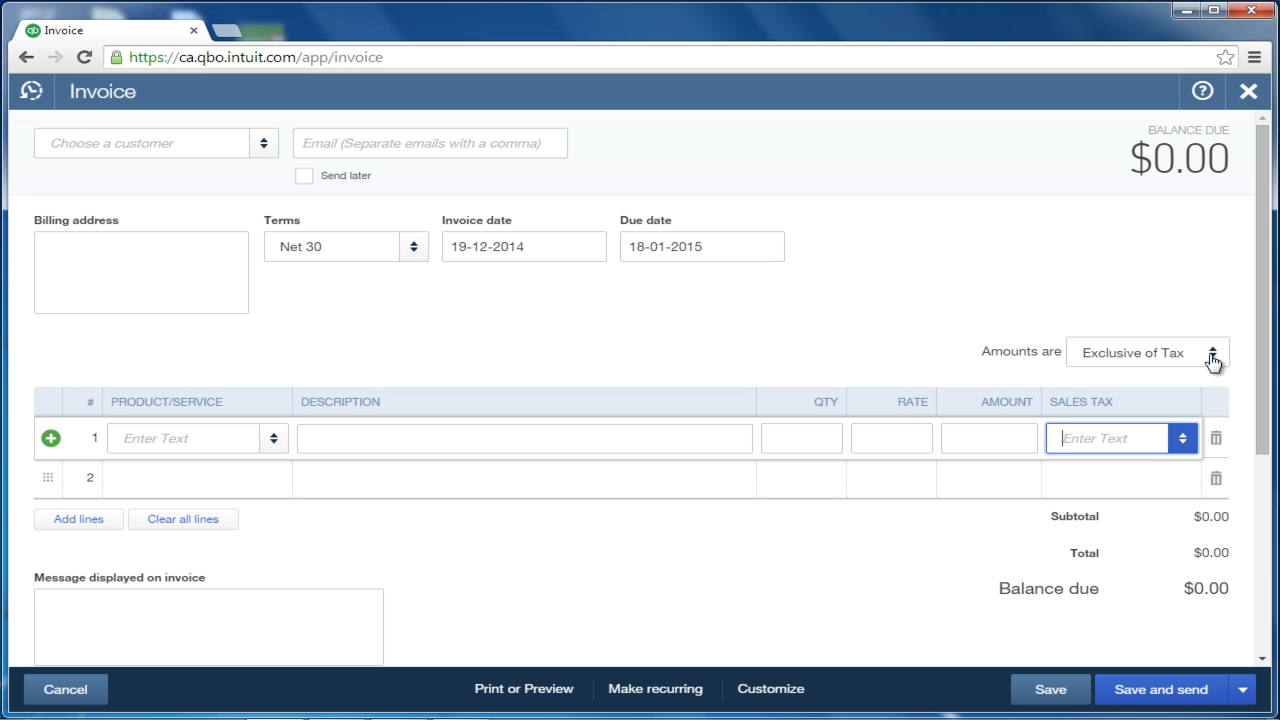 Invoice
https://ca.qbo.intuit.com/app/invoice
Invoice
BALANCE DUE
$0.00
Choose a customer
Email (Separate emails with a comma)
Send later
Billing address
Terms
Invoice date
Due date
Net 30
19-12-2014
18-01-2015
Amounts are Exclusive of Tax
# PRODUCT/SERVICE DESCRIPTION QTY RATE AMOUNT SALES TAX
1 Enter Text Enter Text
2
Add lines Clear all lines
Subtotal $0.00
Total $0.00
Balance due $0.00
Message displayed on invoice
Cancel Print or Preview Make recurring Customize Save Save and send